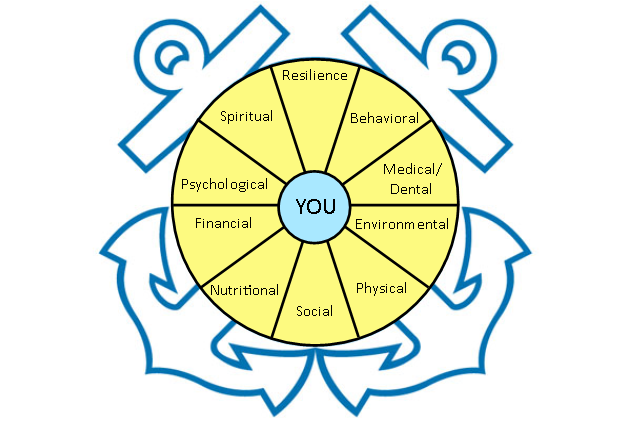 Resilience
Spiritual
Behavioral
Medical/
Dental
Psychological
YOU
Financial
Environmental
Nutritional
Physical
Social